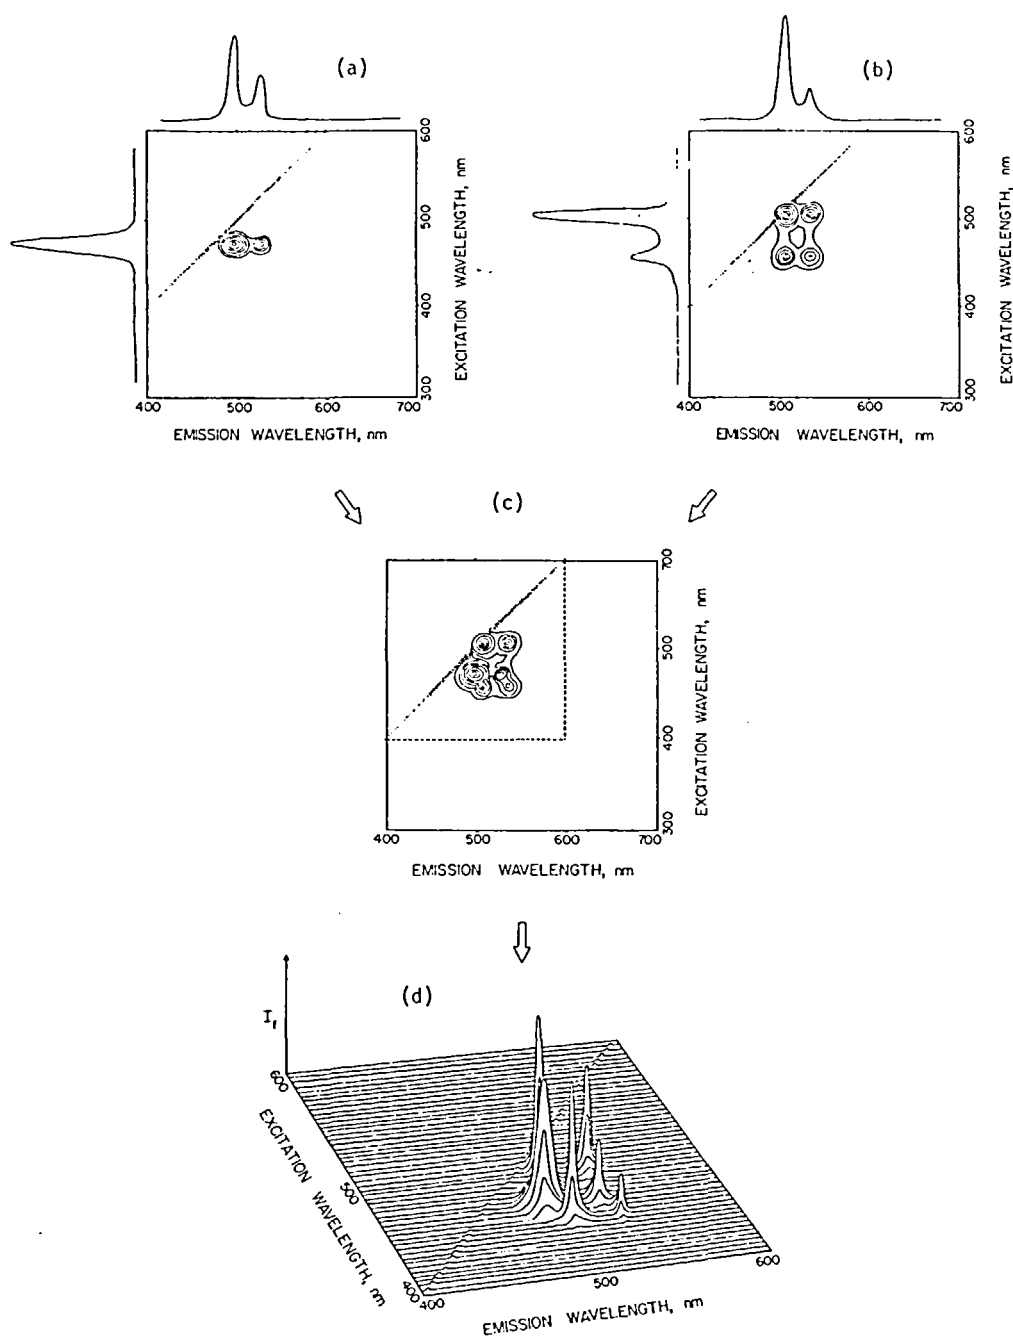 (a)
600
500
400
300
EXCITATION WAVELENGTH, nm
400 500 600 700
EMISSION WAVELENGTH, nm
(b)
600
500
400
300
EXCITATION WAVELENGTH, nm
400 500 600 700
EMISSION WAVELENGTH, nm
(c)
700
500
400
300
EXCITATION WAVELENGTH, nm
400 500 600 700
EMISSION WAVELENGTH, nm
(d)
If
600
500
400
EXCITATION WAVELENGTH, nm
400 500 600
EMISSION WAVELENGTH, nm